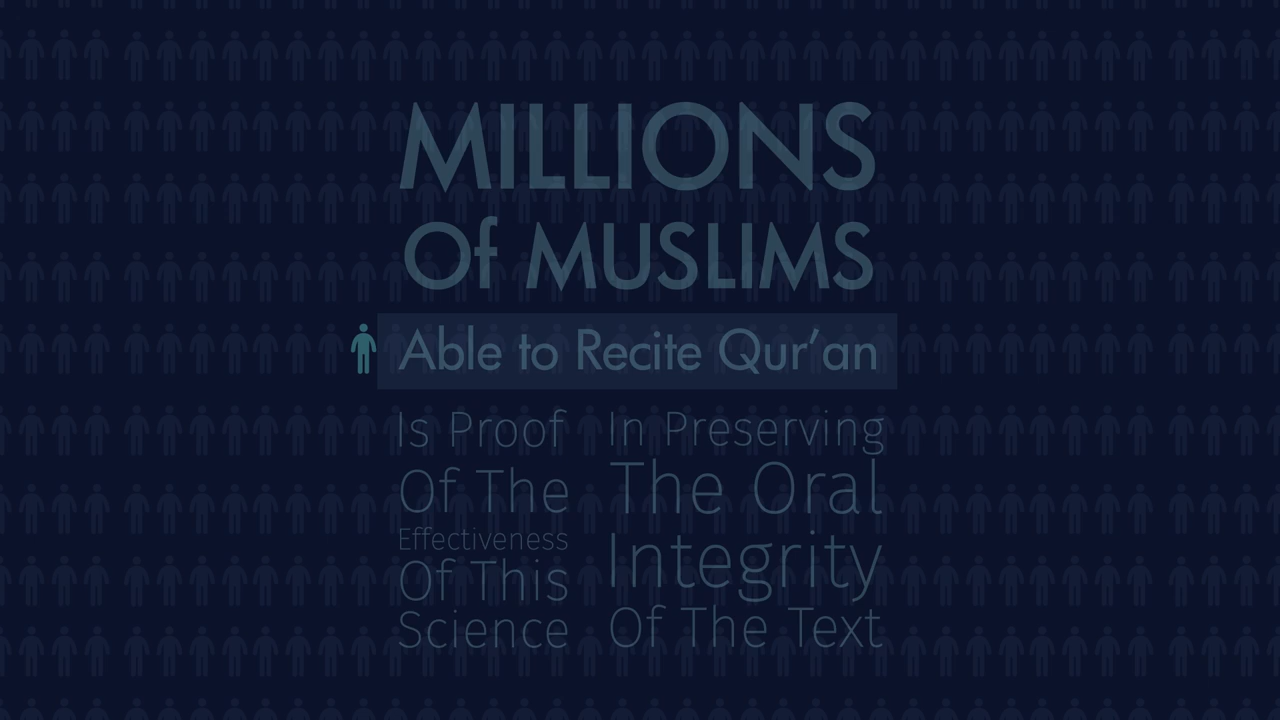 MILLIONS
Of MUSLIMS
Able to Recite Qur’an
Is Proof
Of The
Effectiveness
Of This
Science
In Preserving
The Oral
Integrity
Of The Text